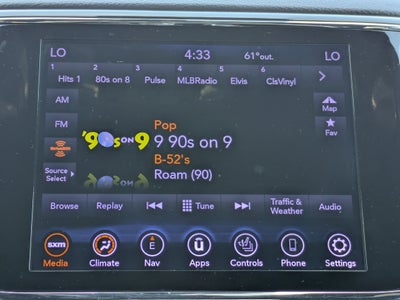 LO 4:33 61°out. LO
1 2 3 4 5 6
Hits 1 80s on 8 Pulse MLBRadio Elvis ClsVinyl
AM
Map
FM
Fav
'90s ON 9
Pop
9 90s on 9
B-52's
Roam (90)
Source
Select
Browse Replay Tune Traffic &
Weather Audio
sxm E ü
Media Climate Nav Apps Controls Phone Settings